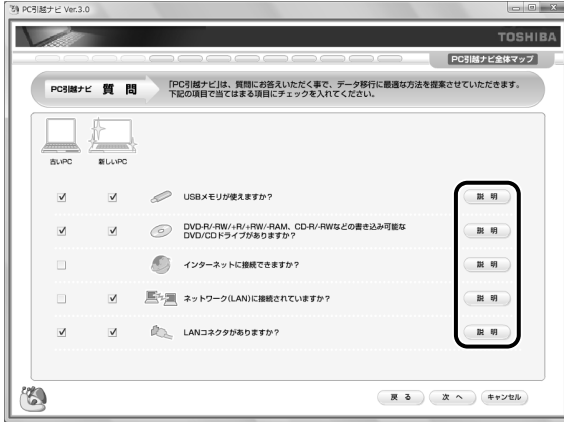 PC引越ナビ Ver.3.0
TOSHIBA
PC引越ナビ全体マップ
PC引越ナビ 質 問
「PC引越ナビ」は、質問にお答えいただく事で、データ移行に最適な方法を提案させていただきます。
下記の項目で当てはまる項目にチェックを入れてください。
古いPC 新しいPC
USBメモリが使えますか? 説 明
DVD-R/-RW/+R/+RW/-RAM、CD-R/-RWなどの書き込み可能な
DVD/CDドライブがありますか? 説 明
インターネットに接続できますか? 説 明
ネットワーク(LAN)に接続されていますか? 説 明
LANコネクタがありますか? 説 明
戻 る 次 へ キャンセル